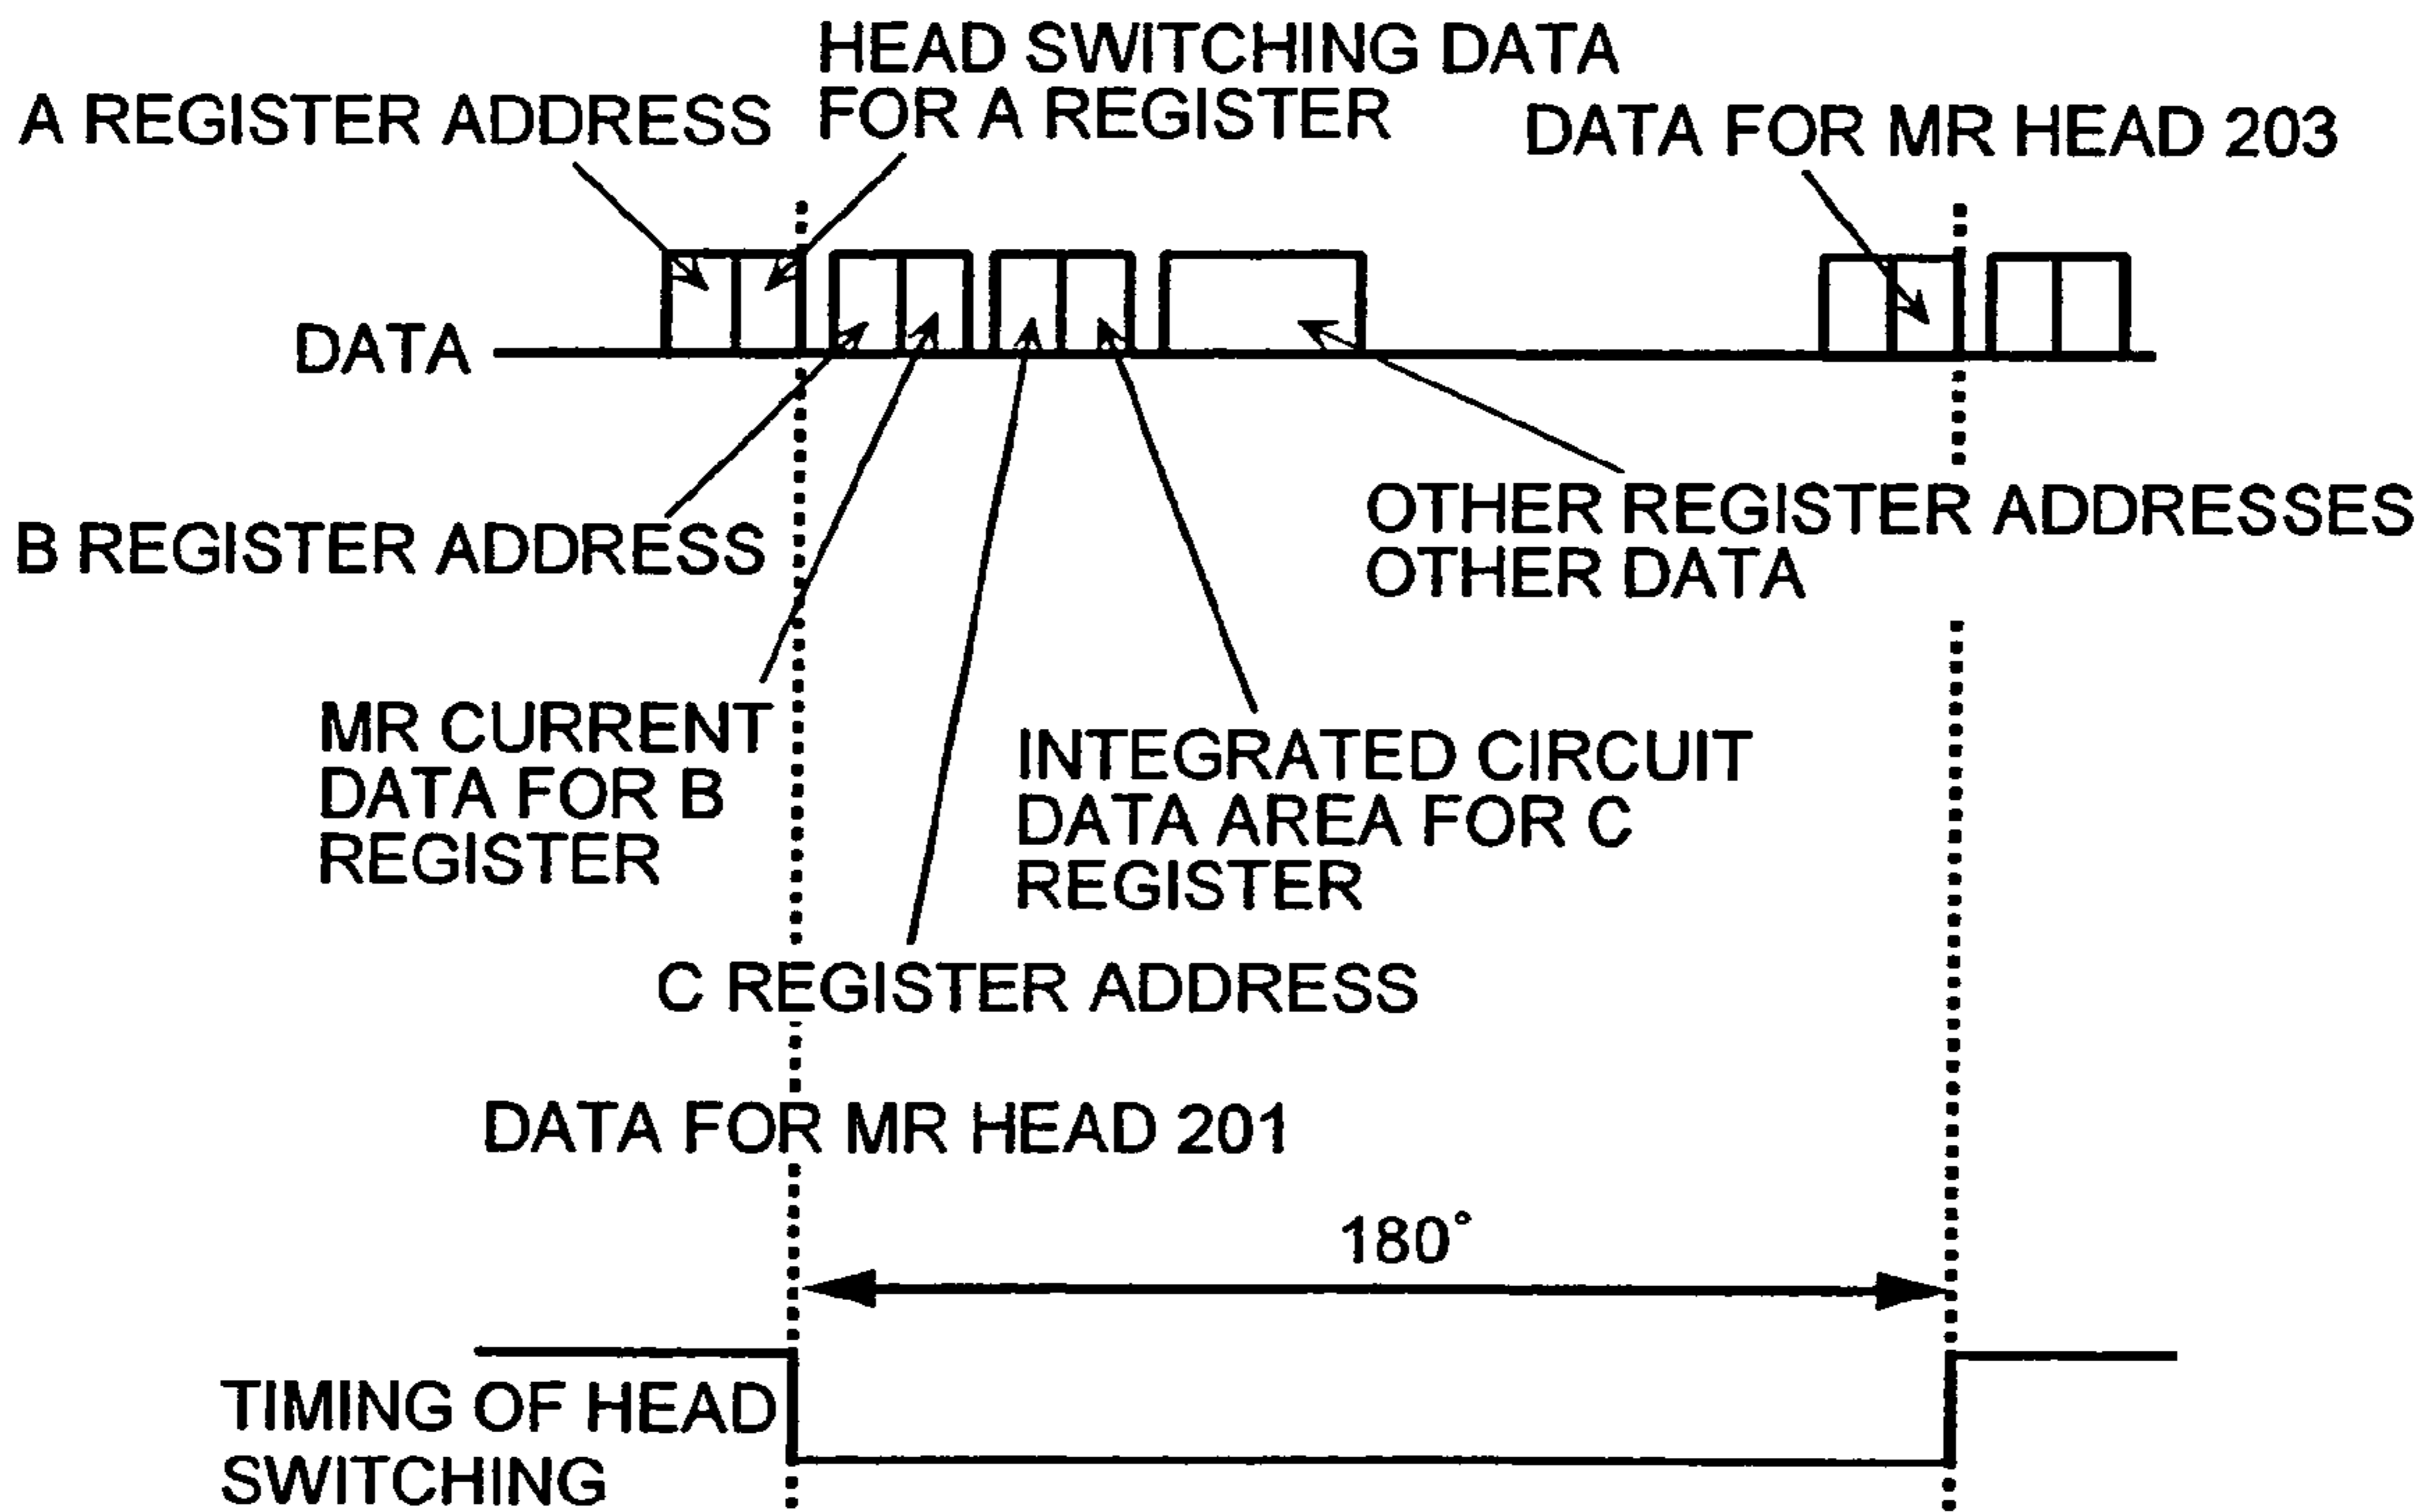 HEAD SWITCHING DATA
FOR A REGISTER
A REGISTER ADDRESS
DATA FOR MR HEAD 203
DATA
B REGISTER ADDRESS
OTHER REGISTER ADDRESSES
OTHER DATA
MR CURRENT
DATA FOR B
REGISTER
INTEGRATED CIRCUIT
DATA AREA FOR C
REGISTER
C REGISTER ADDRESS
DATA FOR MR HEAD 201
180°
TIMING OF HEAD
SWITCHING